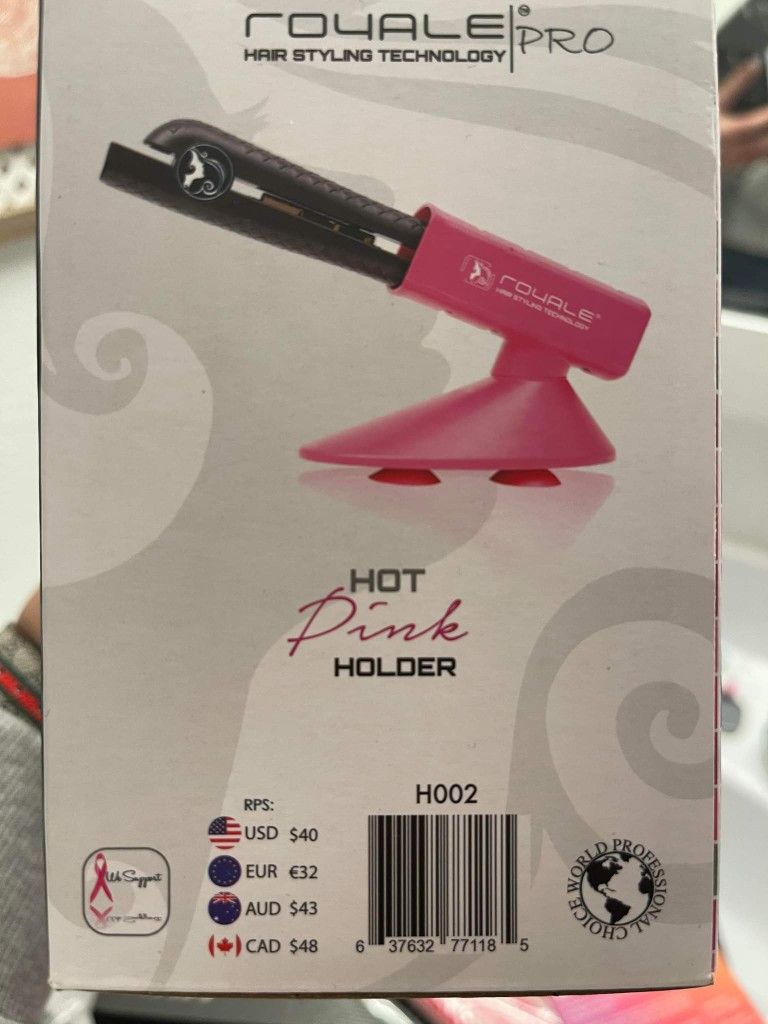 ROYALE PRO™
HAIR STYLING TECHNOLOGY
ROYALE®
HAIR STYLING TECHNOLOGY
HOT
Pink
HOLDER
H002
RPS:
USD $40
EUR €32
AUD $43
CAD $48
6 37632 77118 5
We Support
WORLD PROFESSIONAL CHOICE